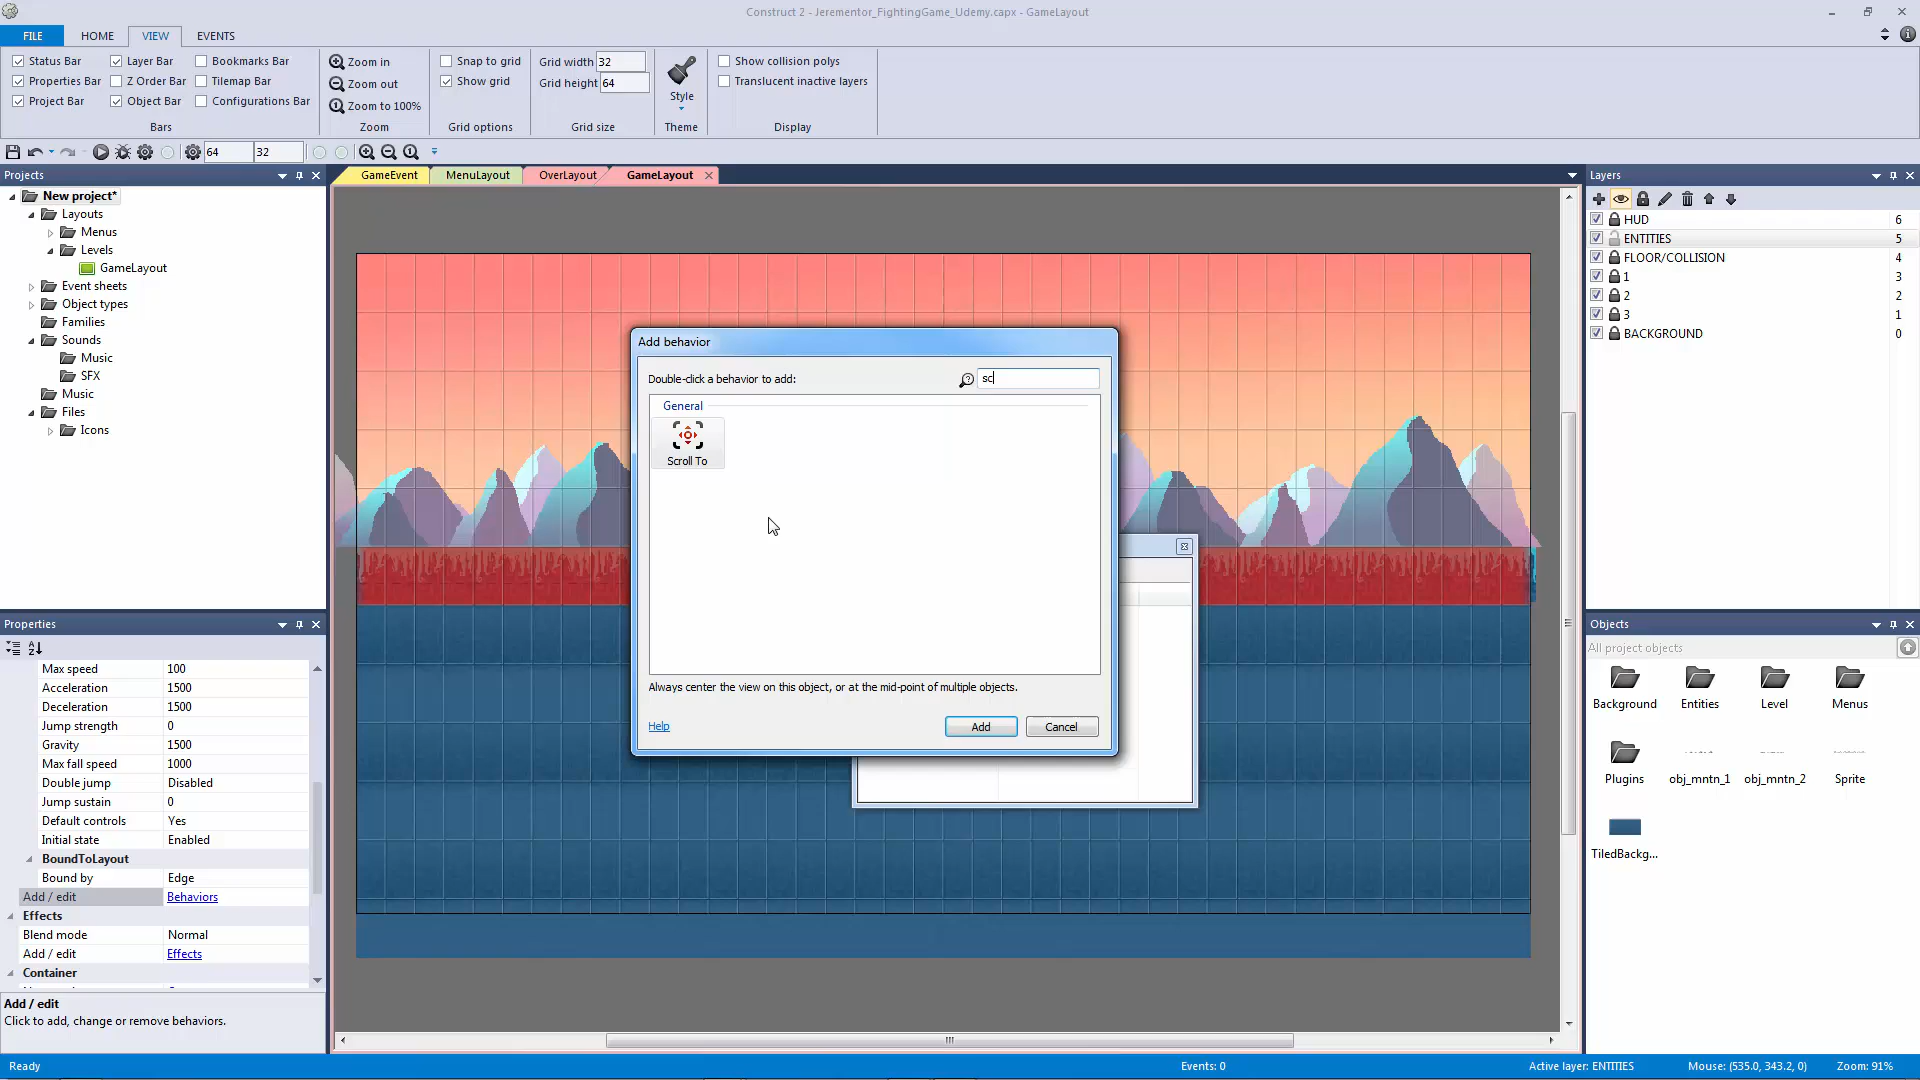 Construct 2 - Jerementor_FightingGame_Udemy.capx - GameLayout
FILE HOME VIEW EVENTS
Status Bar Layer Bar Bookmarks Bar Zoom in Snap to grid Grid width 32 Show collision polys
Properties Bar Z Order Bar Tilemap Bar Zoom out Show grid Grid height 64 Translucent inactive layers
Project Bar Object Bar Configurations Bar Zoom to 100% Style
Bars Zoom Grid options Grid size Theme Display
64 32
Projects
New project*
Layouts
Menus
Levels
GameLayout
Event sheets
Object types
Families
Sounds
Music
SFX
Music
Files
Icons
GameEvent MenuLayout OverLayout GameLayout
Add behavior
Double-click a behavior to add: sc
General
Scroll To
Always center the view on this object, or at the mid-point of multiple objects.
Help Add Cancel
Layers
HUD 6
ENTITIES 5
FLOOR/COLLISION 4
1 3
2 2
3 1
BACKGROUND 0
Properties
Max speed 100
Acceleration 1500
Deceleration 1500
Jump strength 0
Gravity 1500
Max fall speed 1000
Double jump Disabled
Jump sustain 0
Default controls Yes
Initial state Enabled
BoundToLayout
Bound by Edge
Add / edit Behaviors
Effects
Blend mode Normal
Add / edit Effects
Container
Add / edit
Click to add, change or remove behaviors.
Objects
All project objects
Background Entities Level Menus
Plugins obj_mntn_1 obj_mntn_2 Sprite
TiledBackg...
Ready Events: 0 Active layer: ENTITIES Mouse: (535.0, 343.2, 0) Zoom: 91%